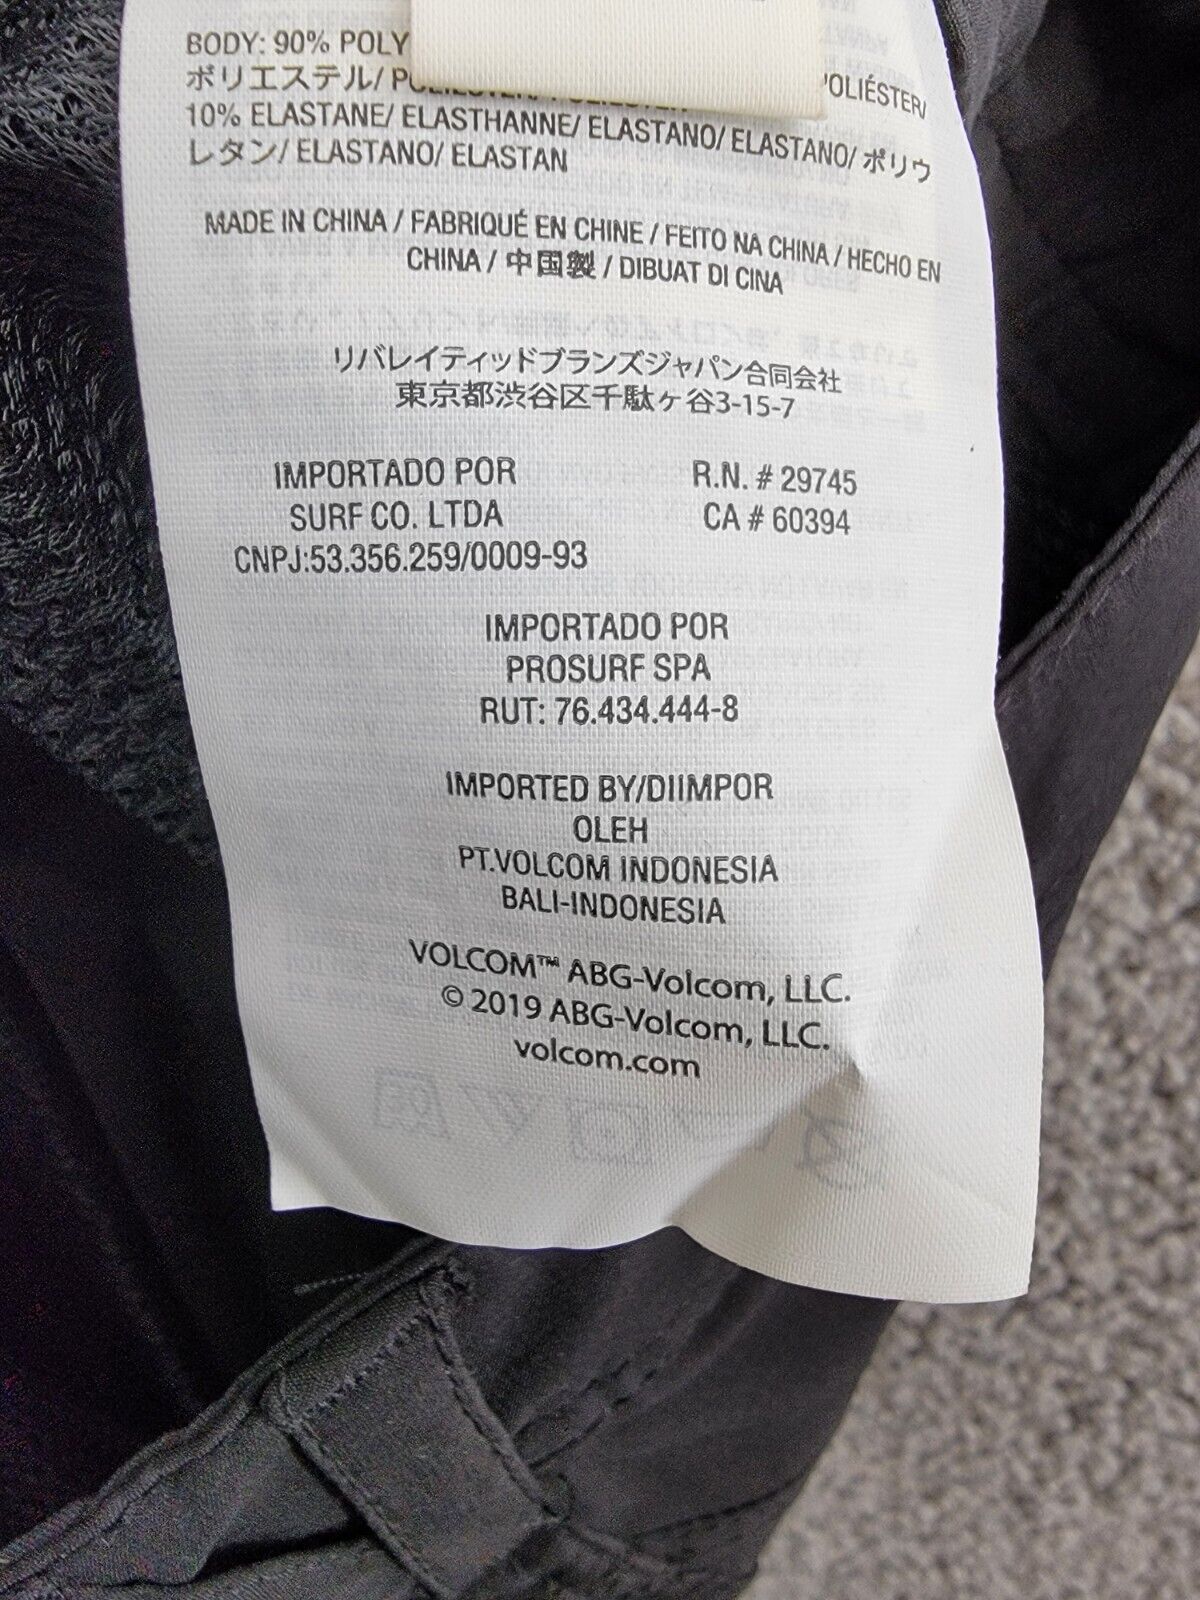 BODY: 90% POLY
ポリエステル/ POLIÉSTER/
10% ELASTANE/ ELASTHANNE/ ELASTANO/ ELASTANO/ ポリウ
レタン/ ELASTANO/ ELASTAN
MADE IN CHINA / FABRIQUÉ EN CHINE / FEITO NA CHINA / HECHO EN
CHINA / 中国製 / DIBUAT DI CINA
リバレイティッドブランズジャパン合同会社
東京都渋谷区千駄ヶ谷3-15-7
IMPORTADO POR
SURF CO. LTDA
CNPJ:53.356.259/0009-93
R.N. # 29745
CA # 60394
IMPORTADO POR
PROSURF SPA
RUT: 76.434.444-8
IMPORTED BY/DIIMPOR
OLEH
PT.VOLCOM INDONESIA
BALI-INDONESIA
VOLCOM™ ABG-Volcom, LLC.
© 2019 ABG-Volcom, LLC.
volcom.com